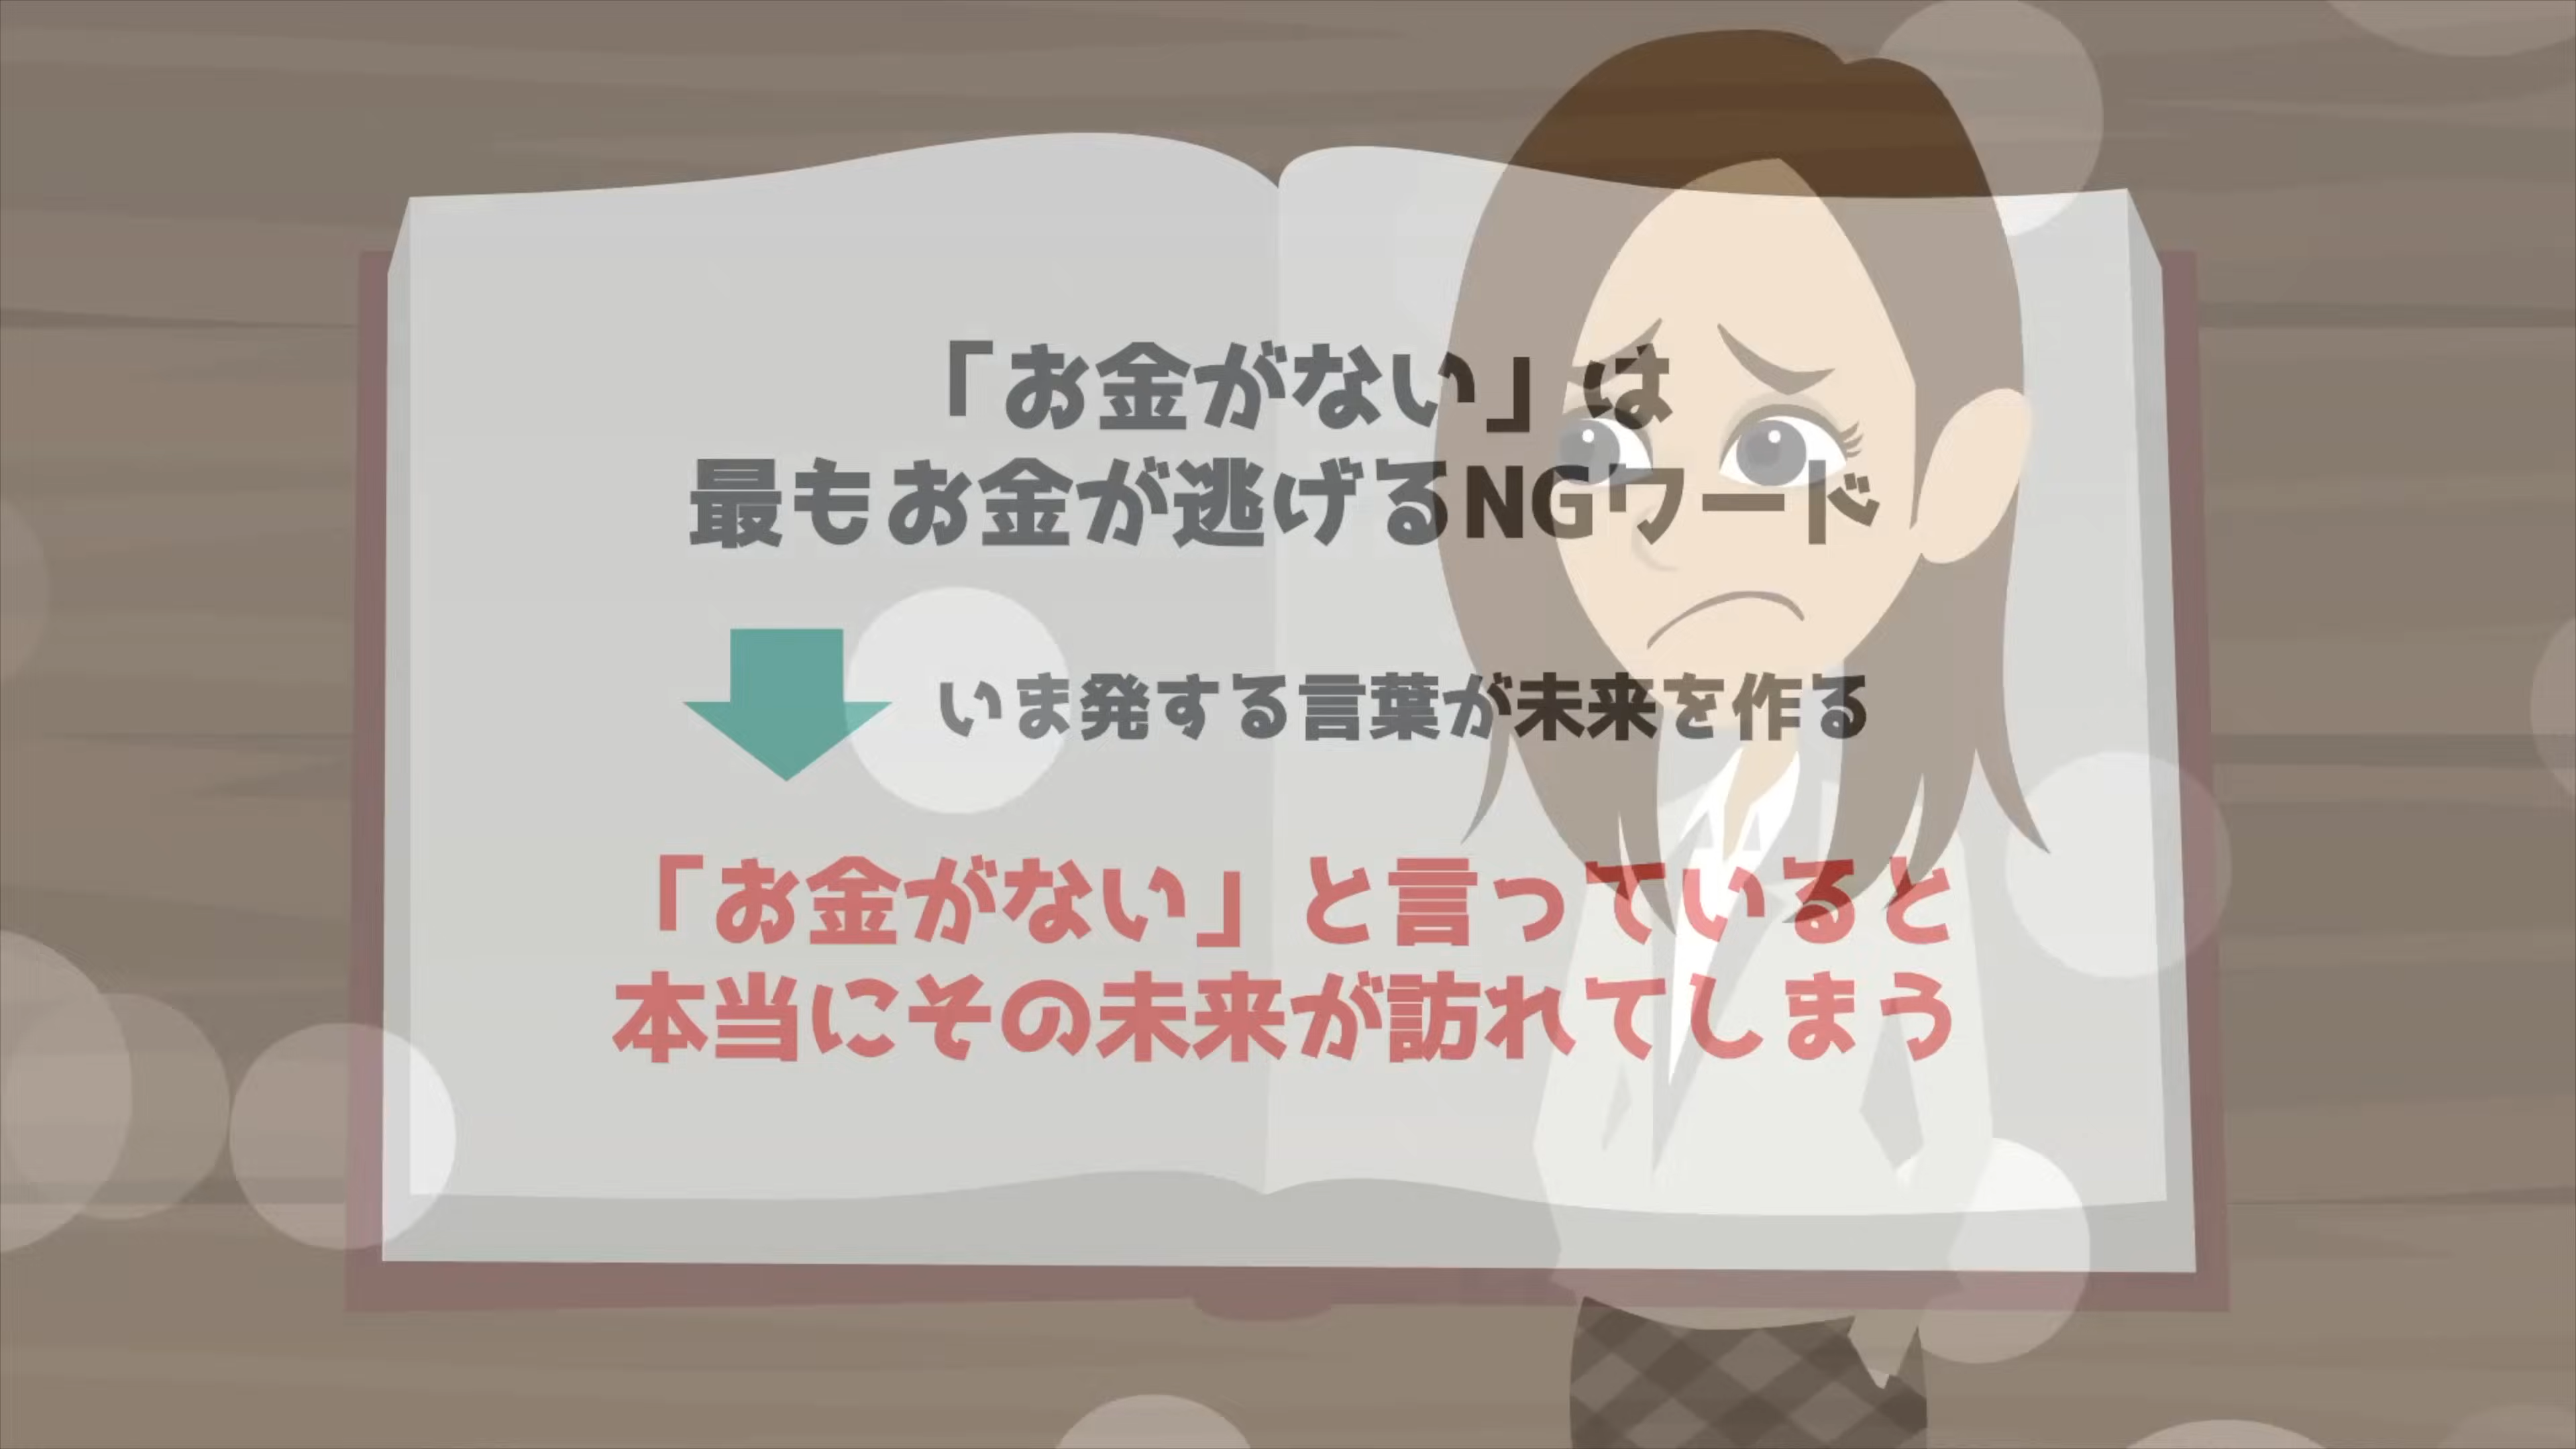 「お金がない」は
最もお金が逃げるNGワード
いま発する言葉が未来を作る
「お金がない」と言っていると
本当にその未来が訪れてしまう